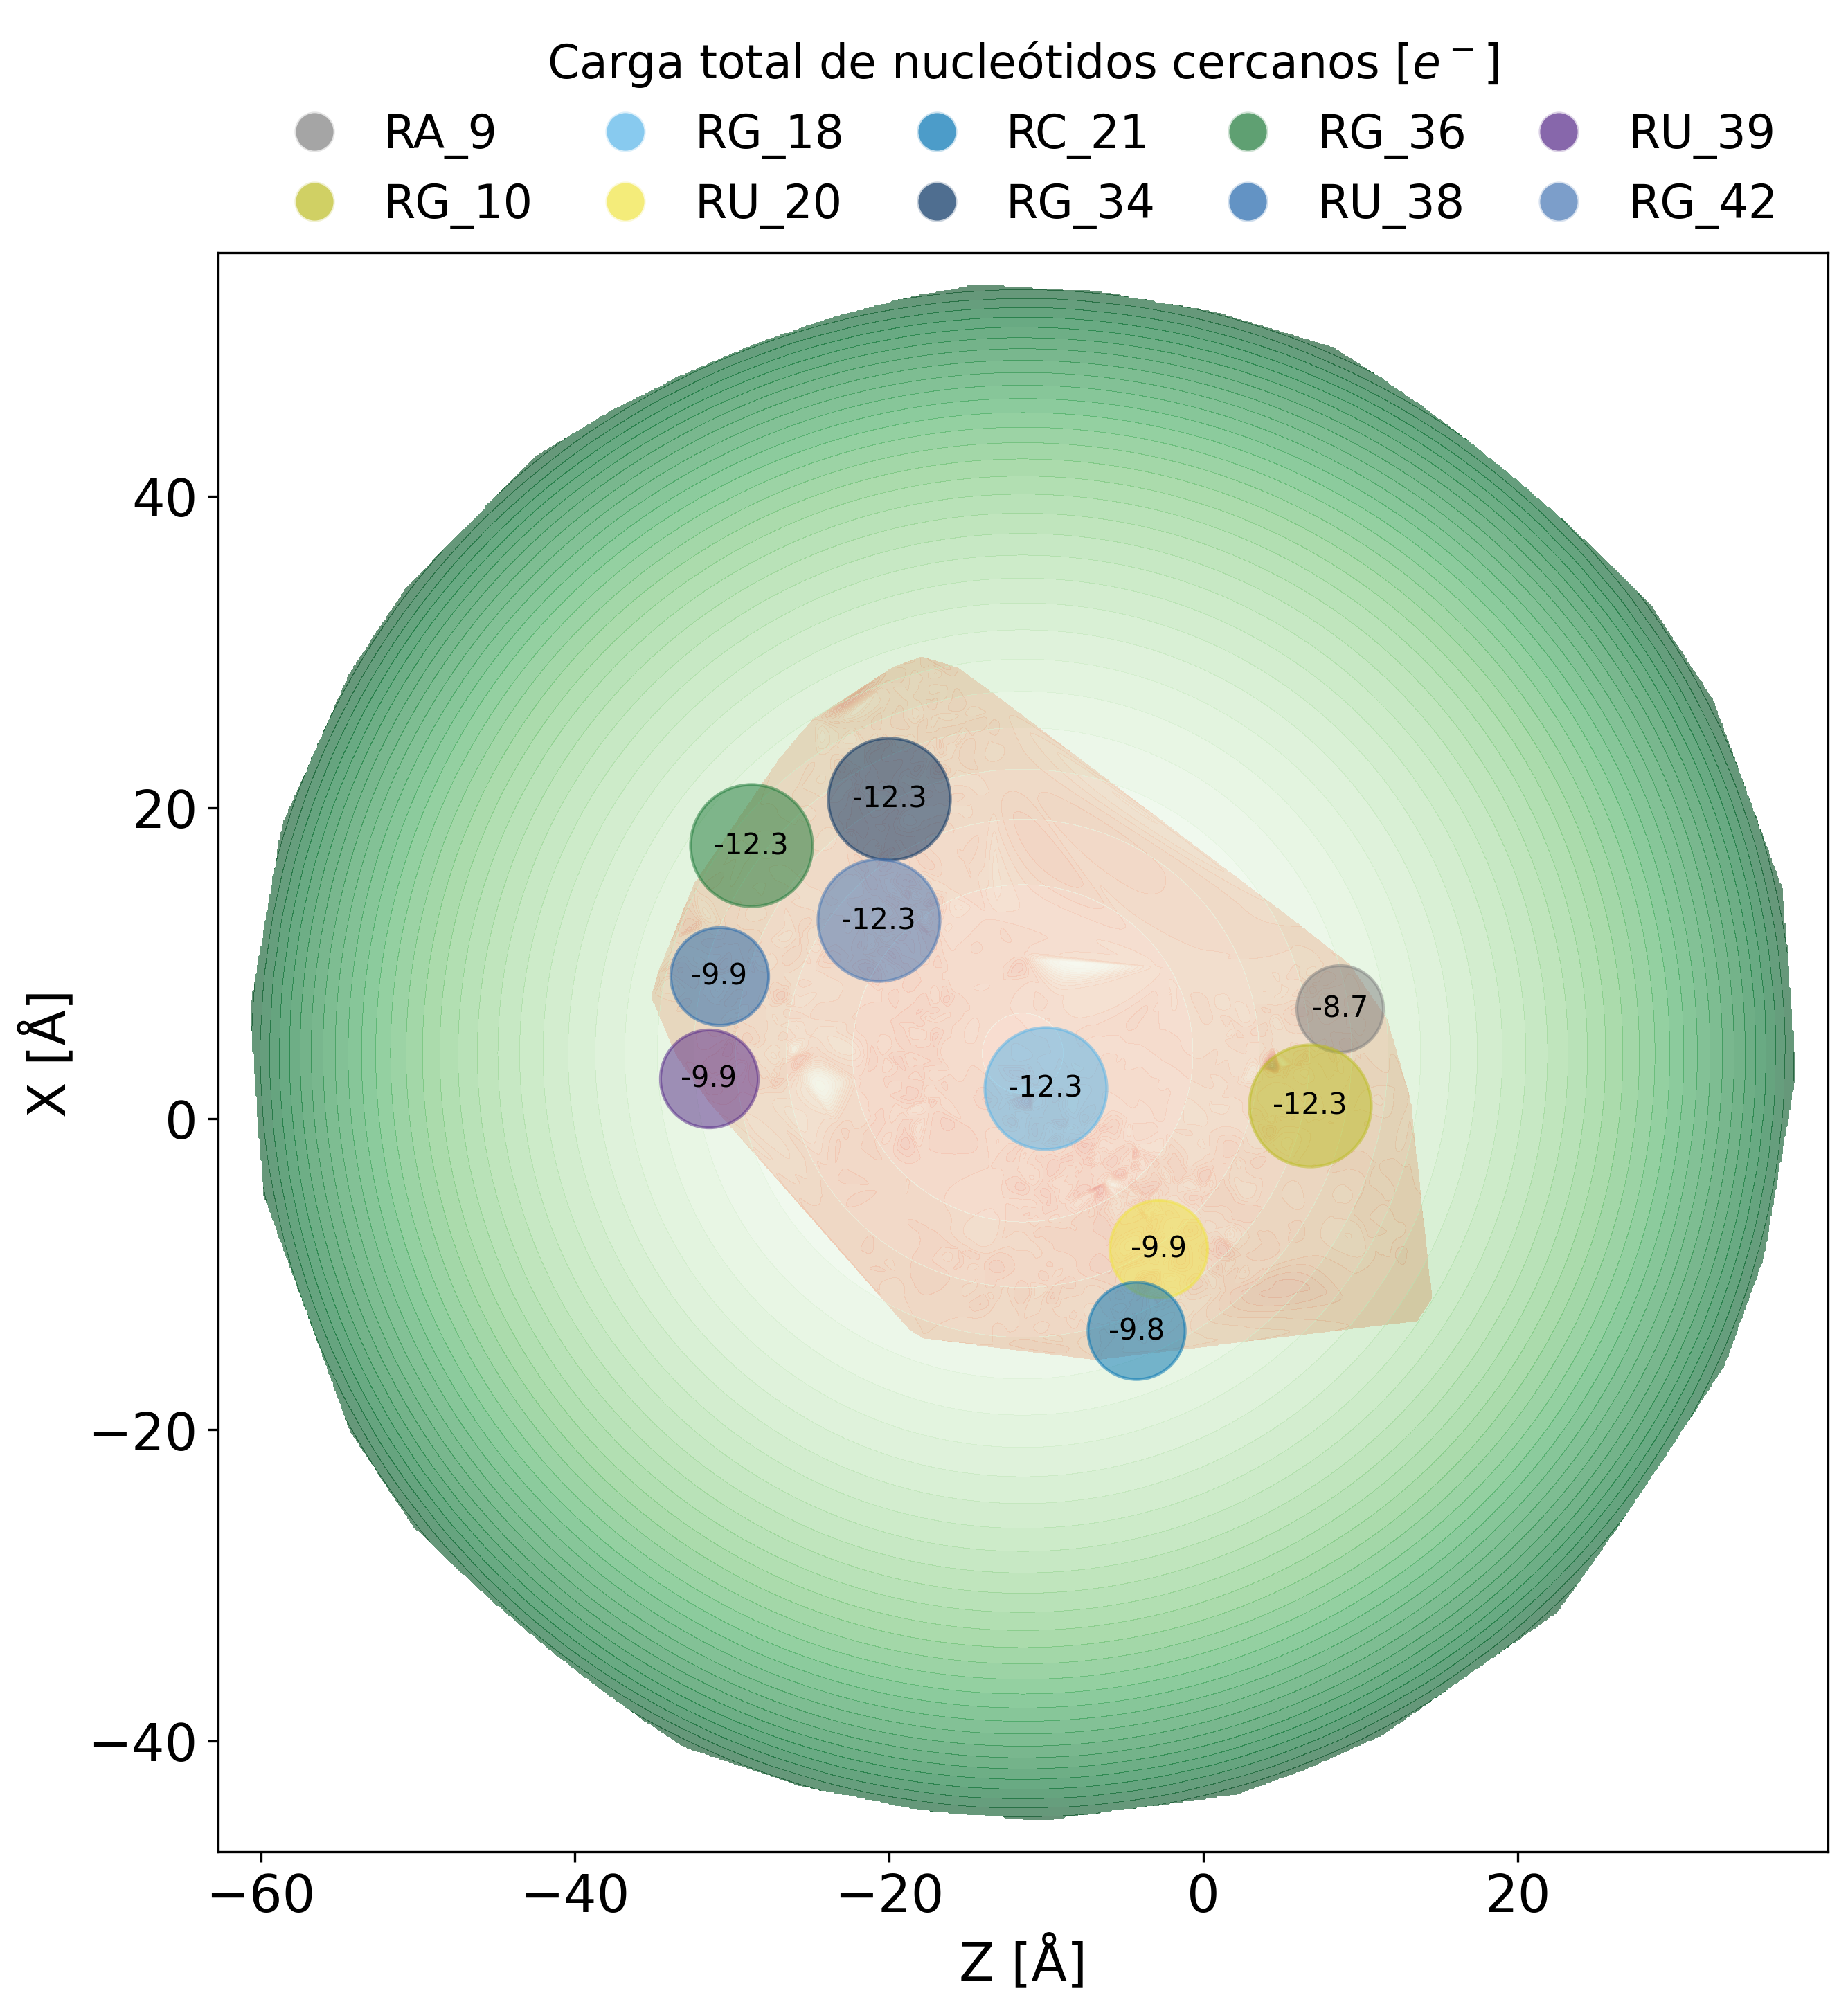 Carga total de nucleótidos cercanos [e⁻]
RA_9 RG_18 RC_21 RG_36 RU_39
RG_10 RU_20 RG_34 RU_38 RG_42
40
20
0
−20
−40
X [Å]
-12.3
-12.3
-12.3
-9.9
-8.7
-9.9
-12.3
-12.3
-9.9
-9.8
−60 −40 −20 0 20
Z [Å]